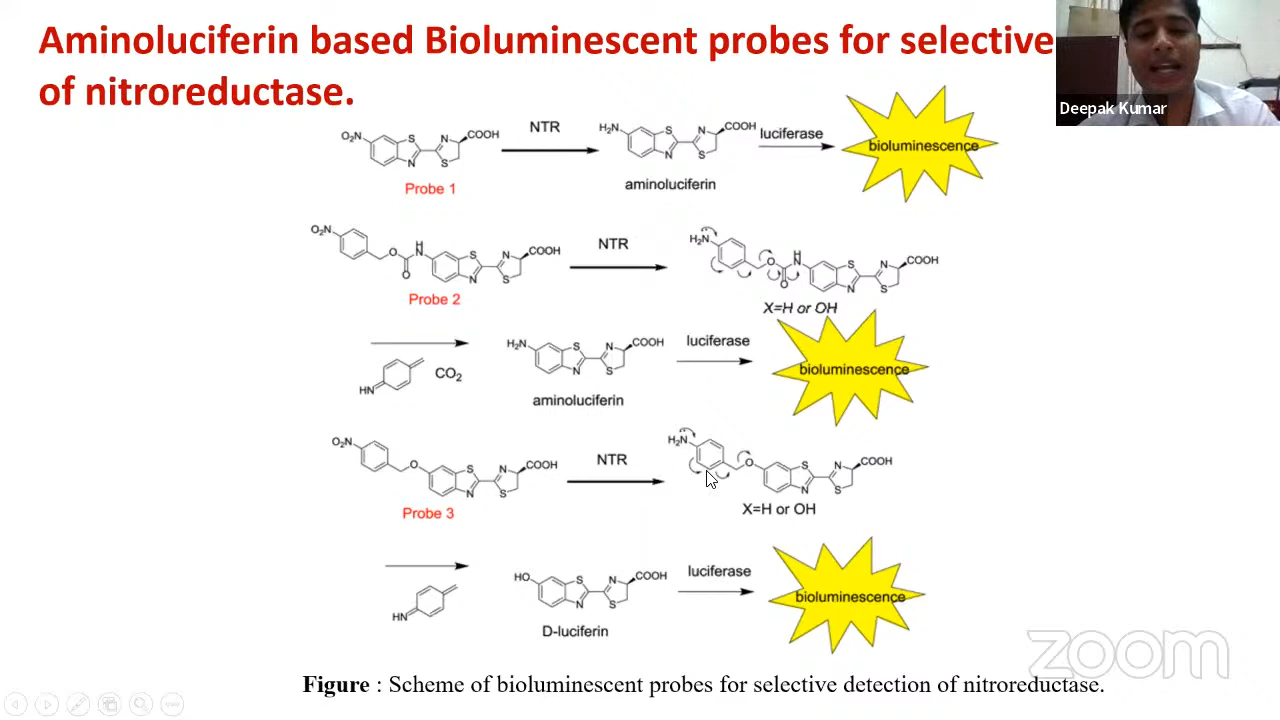 Aminoluciferin based Bioluminescent probes for selective
of nitroreductase.
Deepak Kumar
O₂N
S
N
COOH
N
S
NTR
H₂N
S
N
COOH
N
S
luciferase
bioluminescence
Probe 1
aminoluciferin
O₂N
O
O
H
N
S
N
COOH
N
S
NTR
H₂N
O
O
H
N
S
N
COOH
N
S
Probe 2
X=H or OH
HN
CO₂
H₂N
S
N
COOH
N
S
luciferase
bioluminescence
aminoluciferin
O₂N
O
S
N
COOH
N
S
NTR
H₂N
O
S
N
COOH
N
S
Probe 3
X=H or OH
HN
HO
S
N
COOH
N
S
luciferase
bioluminescence
D-luciferin
zoom
Figure : Scheme of bioluminescent probes for selective detection of nitroreductase.